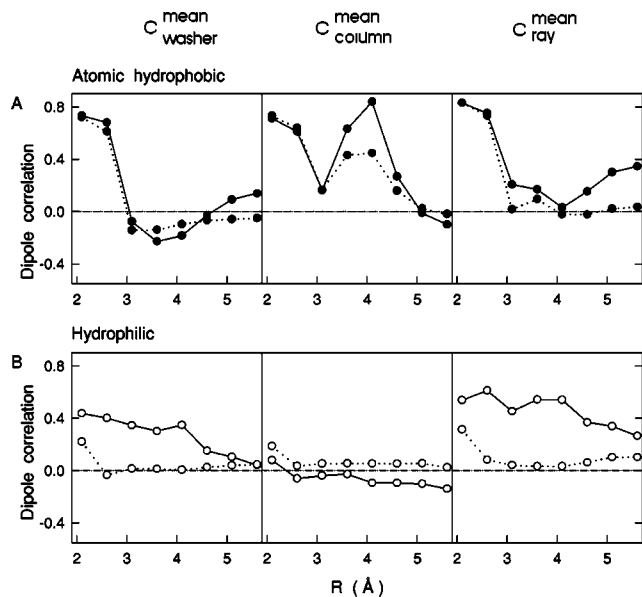 C mean washer C mean column C mean ray
Atomic hydrophobic
A
0.8
0.4
0.0
-0.4
Dipole correlation
2 3 4 5 2 3 4 5 2 3 4 5
Hydrophilic
B
0.8
0.4
0.0
-0.4
Dipole correlation
2 3 4 5 2 3 4 5 2 3 4 5
R (Å)